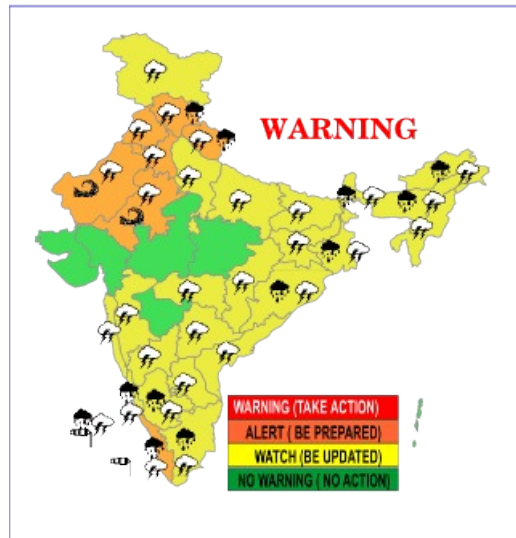 WARNING
WARNING (TAKE ACTION)
ALERT ( BE PREPARED)
WATCH (BE UPDATED)
NO WARNING ( NO ACTION)